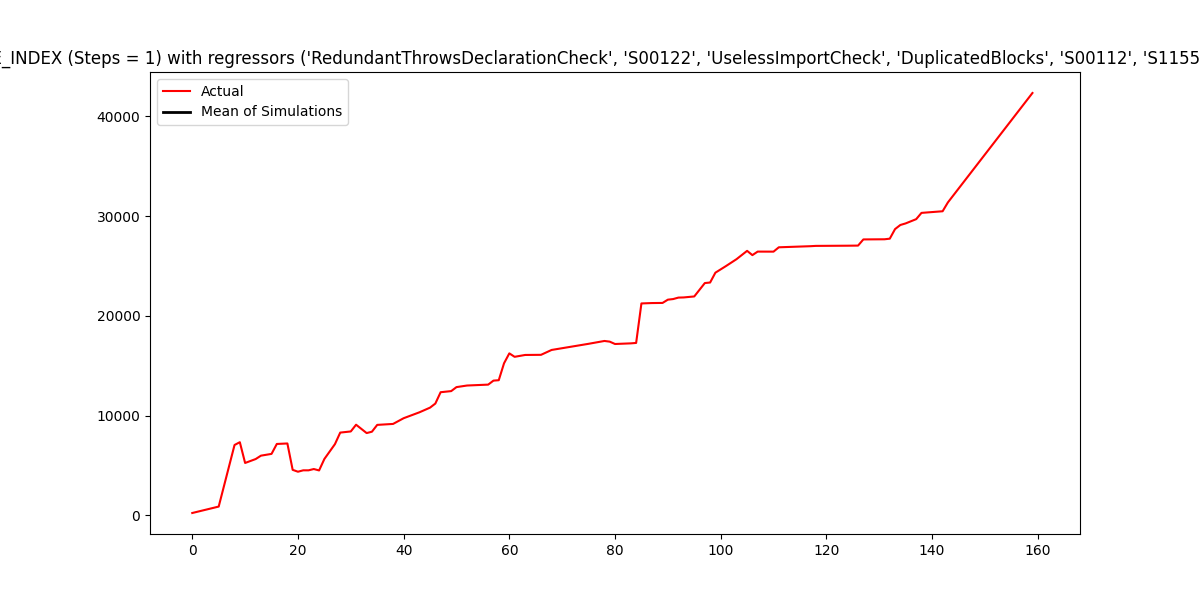 _INDEX (Steps = 1) with regressors ('RedundantThrowsDeclarationCheck', 'S00122', 'UselessImportCheck', 'DuplicatedBlocks', 'S00112', 'S1155
Actual
Mean of Simulations
40000
30000
20000
10000
0
0 20 40 60 80 100 120 140 160